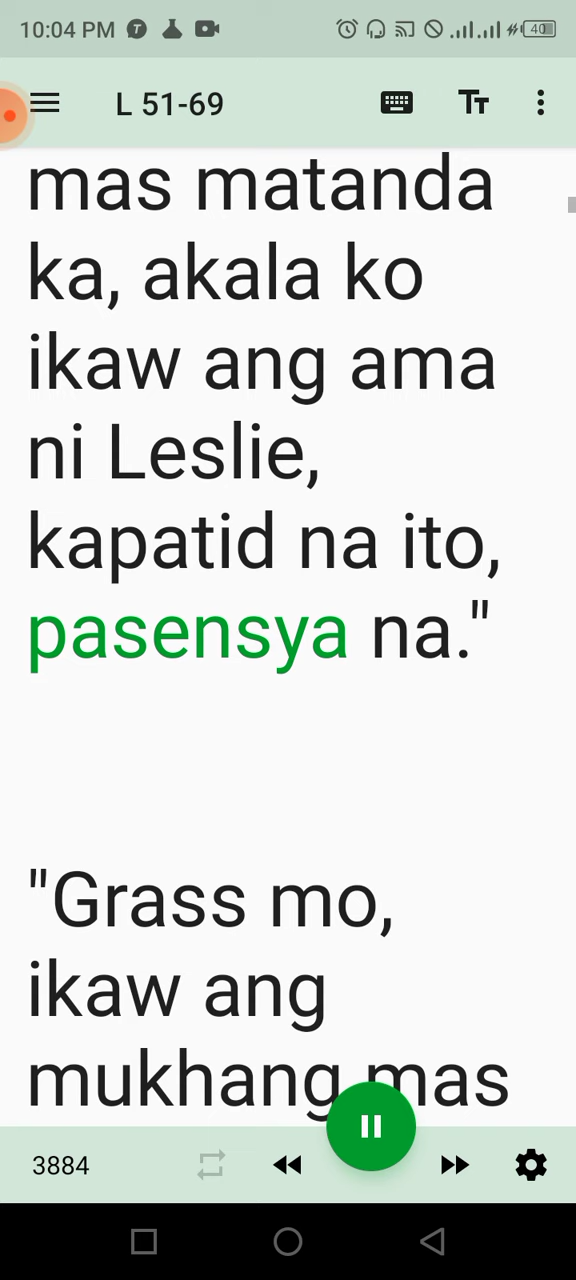 10:04 PM
40
L 51-69
mas matanda
ka, akala ko
ikaw ang ama
ni Leslie,
kapatid na ito,
pasensya na."
"Grass mo,
ikaw ang
mukhang mas
3884